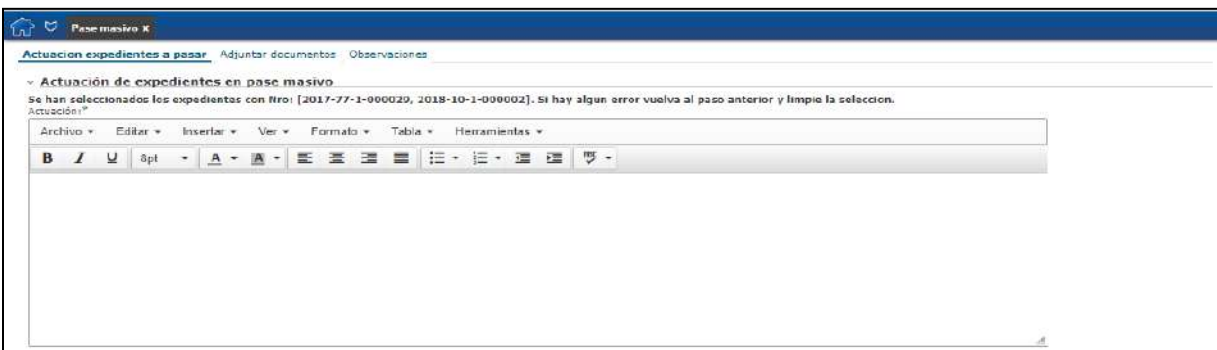 Pase masivo x
Actuacion expedientes a pasar Adjuntar documentos Observaciones
Actuación de expedientes en pase masivo
Se han seleccionados los expedientes con Nro: [2017-77-1-000029, 2018-10-1-000002]. Si hay algun error vuelva al paso anterior y limpie la seleccion.
Actuación:*
Archivo Editar Insertar Ver Formato Tabla Herramientas
B I U 8pt A A